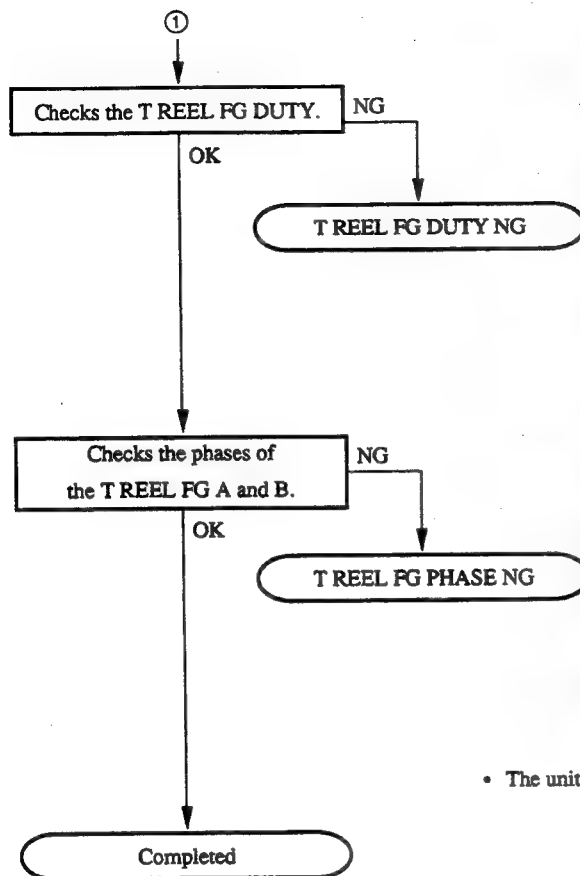 ①
Checks the T REEL FG DUTY.
NG
OK
T REEL FG DUTY NG
Checks the phases of
the T REEL FG A and B.
NG
OK
T REEL FG PHASE NG
• The unit
Completed